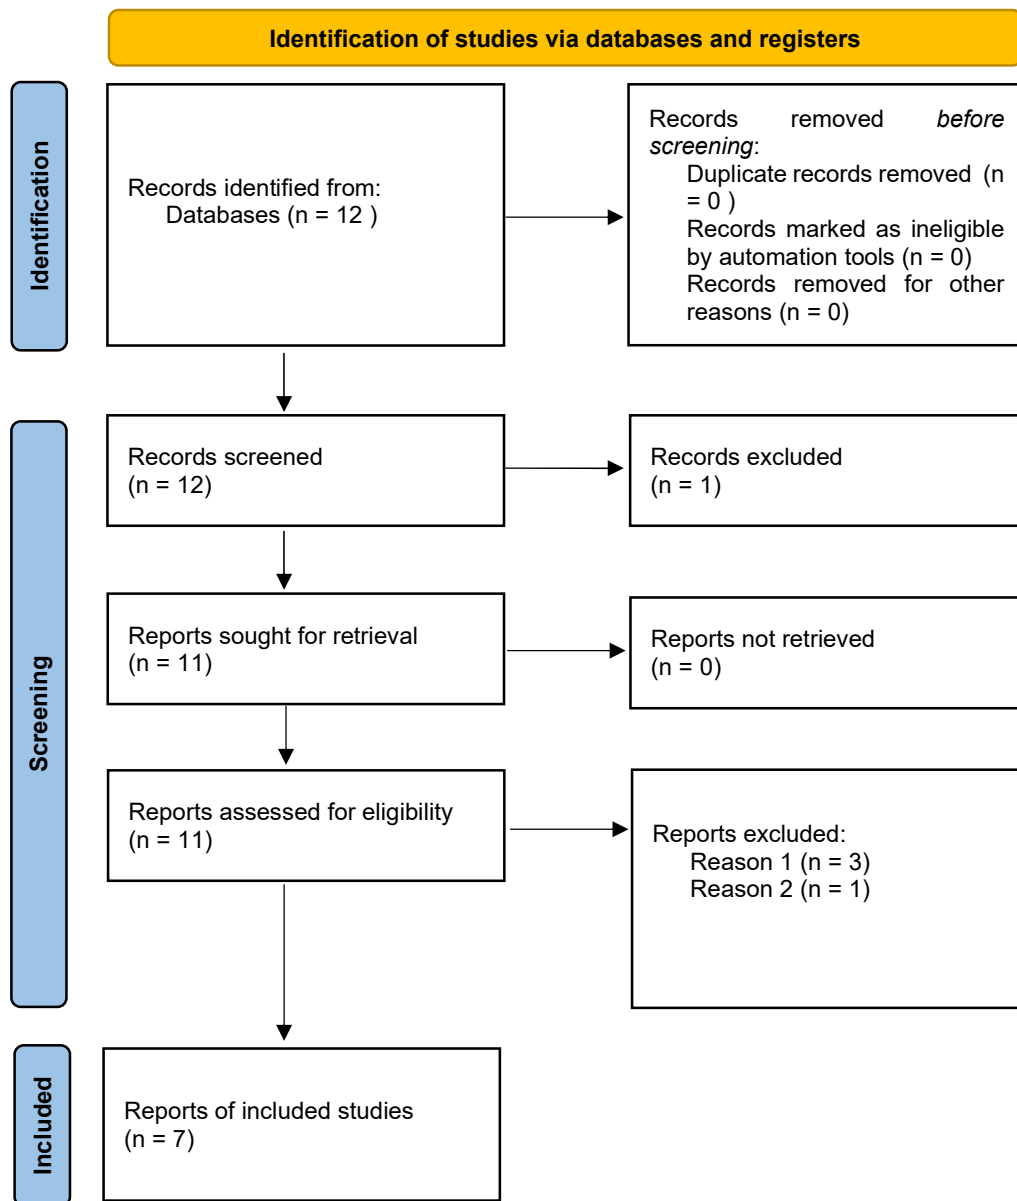 Identification of studies via databases and registers
Identification
Records identified from:
Databases (n = 12 )
Records removed before
screening:
Duplicate records removed (n
= 0 )
Records marked as ineligible
by automation tools (n = 0)
Records removed for other
reasons (n = 0)
Screening
Records screened
(n = 12)
Records excluded
(n = 1)
Reports sought for retrieval
(n = 11)
Reports not retrieved
(n = 0)
Reports assessed for eligibility
(n = 11)
Reports excluded:
Reason 1 (n = 3)
Reason 2 (n = 1)
Included
Reports of included studies
(n = 7)